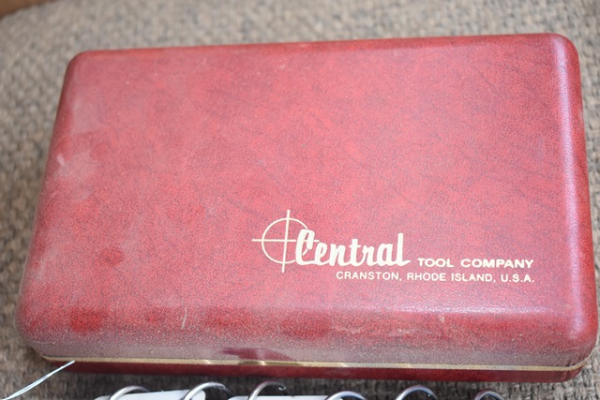 Central TOOL COMPANY
CRANSTON, RHODE ISLAND, U.S.A.